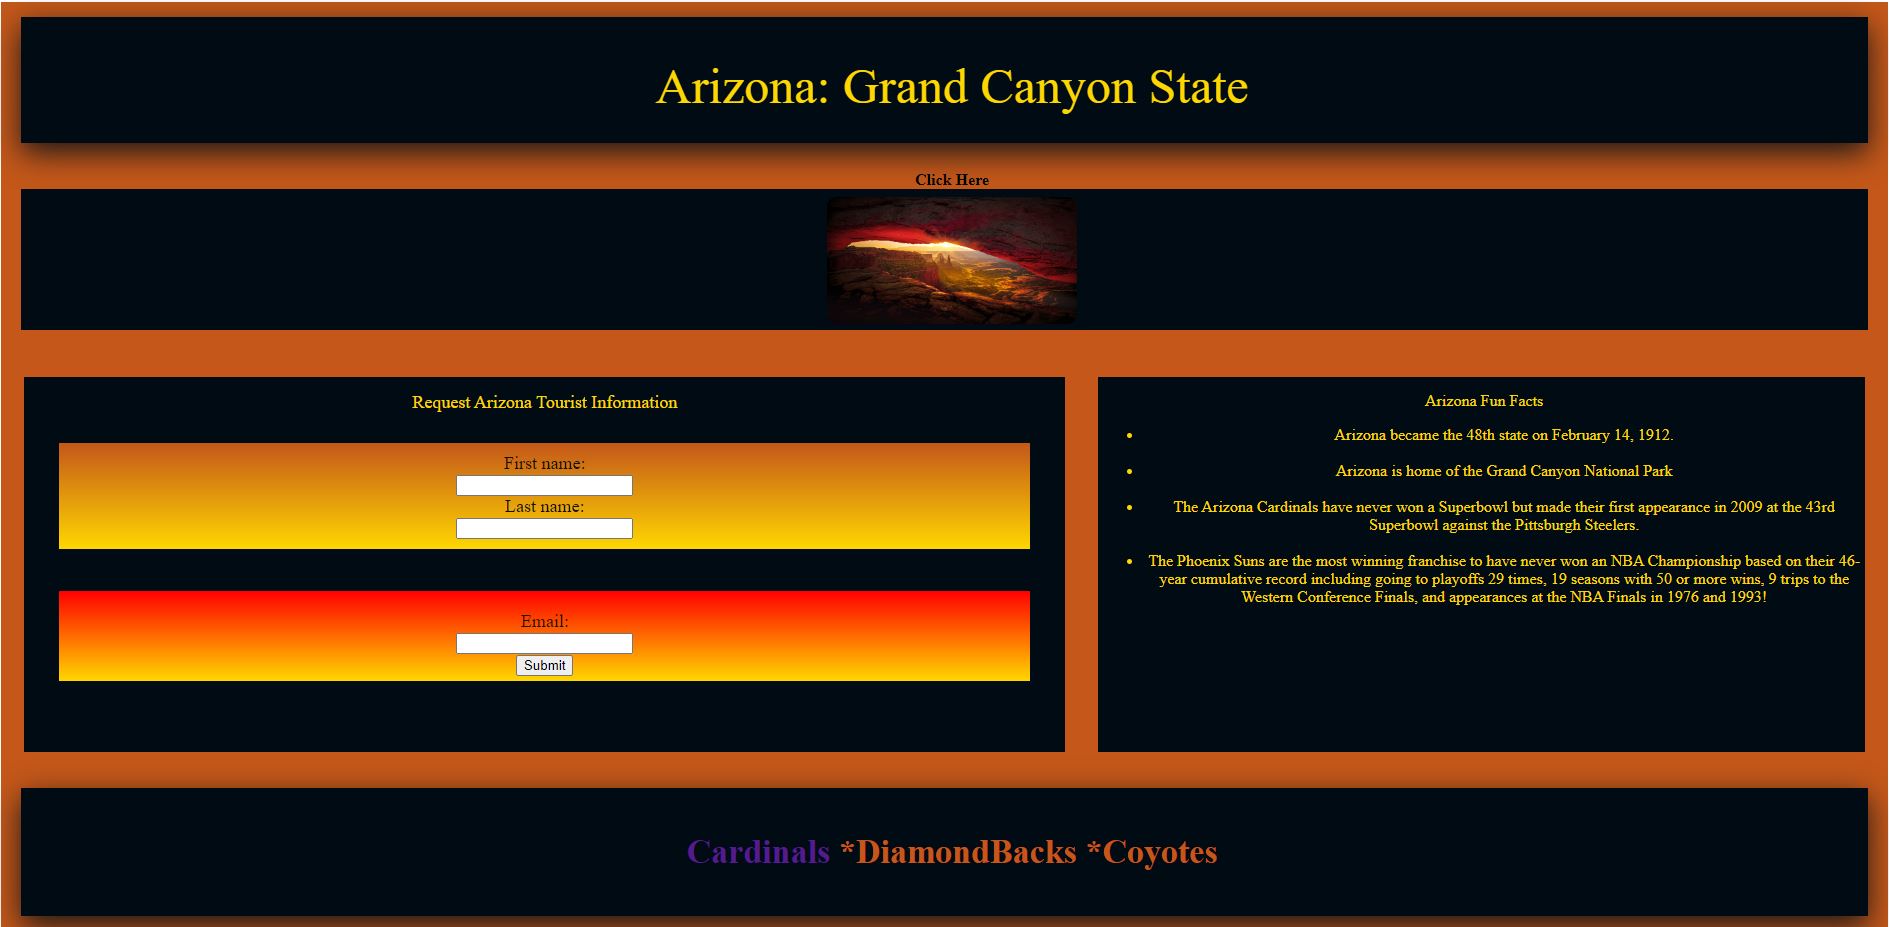 Arizona: Grand Canyon State
Click Here
Request Arizona Tourist Information
First name:
Last name:
Email:
Submit
Arizona Fun Facts
• Arizona became the 48th state on February 14, 1912.
• Arizona is home of the Grand Canyon National Park
• The Arizona Cardinals have never won a Superbowl but made their first appearance in 2009 at the 43rd
Superbowl against the Pittsburgh Steelers.
• The Phoenix Suns are the most winning franchise to have never won an NBA Championship based on their 46-
year cumulative record including going to playoffs 29 times, 19 seasons with 50 or more wins, 9 trips to the
Western Conference Finals, and appearances at the NBA Finals in 1976 and 1993!
Cardinals *DiamondBacks *Coyotes